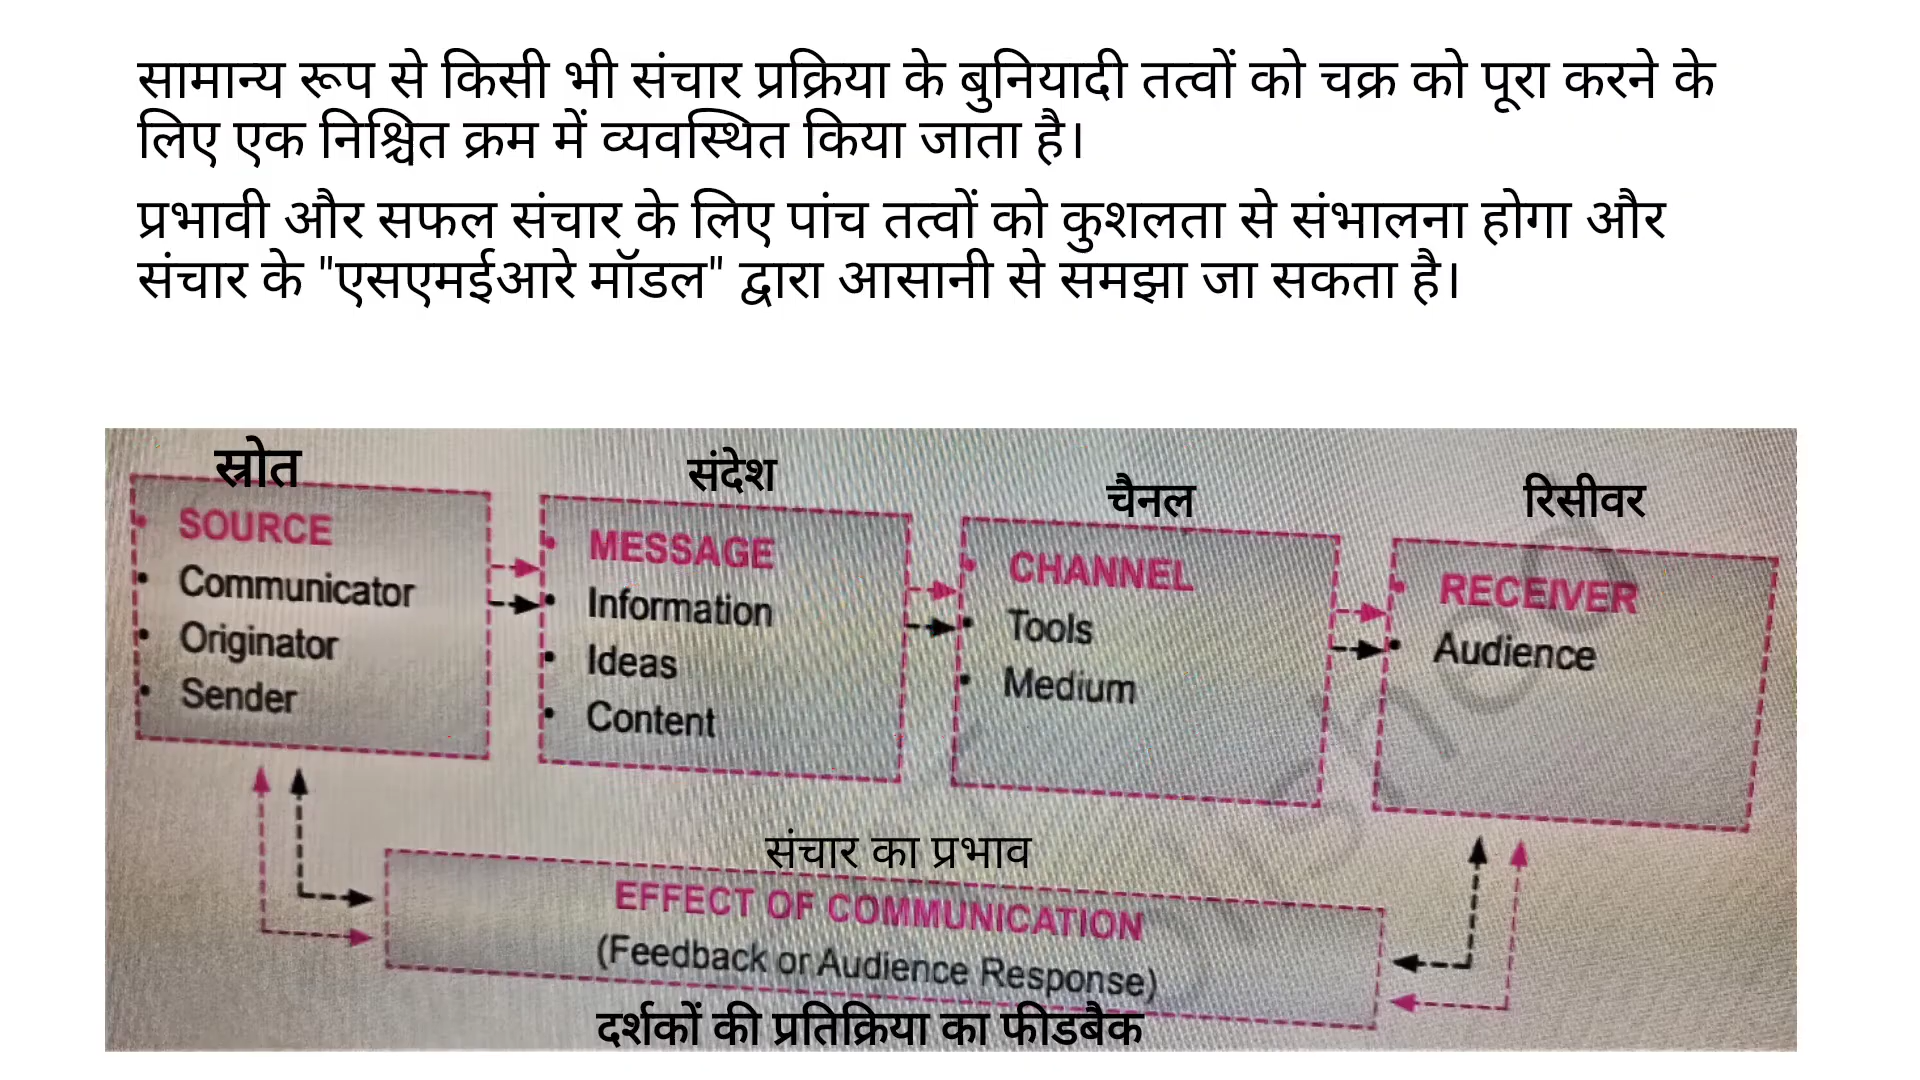 सामान्य रूप से किसी भी संचार प्रक्रिया के बुनियादी तत्वों को चक्र को पूरा करने के
लिए एक निश्चित क्रम में व्यवस्थित किया जाता है।
प्रभावी और सफल संचार के लिए पांच तत्वों को कुशलता से संभालना होगा और
संचार के "एसएमईआरे मॉडल" द्वारा आसानी से समझा जा सकता है।
स्रोत
• SOURCE
• Communicator
• Originator
• Sender
संदेश
• MESSAGE
• Information
• Ideas
• Content
चैनल
• CHANNEL
• Tools
• Medium
रिसीवर
• RECEIVER
• Audience
संचार का प्रभाव
EFFECT OF COMMUNICATION
(Feedback or Audience Response)
दर्शकों की प्रतिक्रिया का फीडबैक